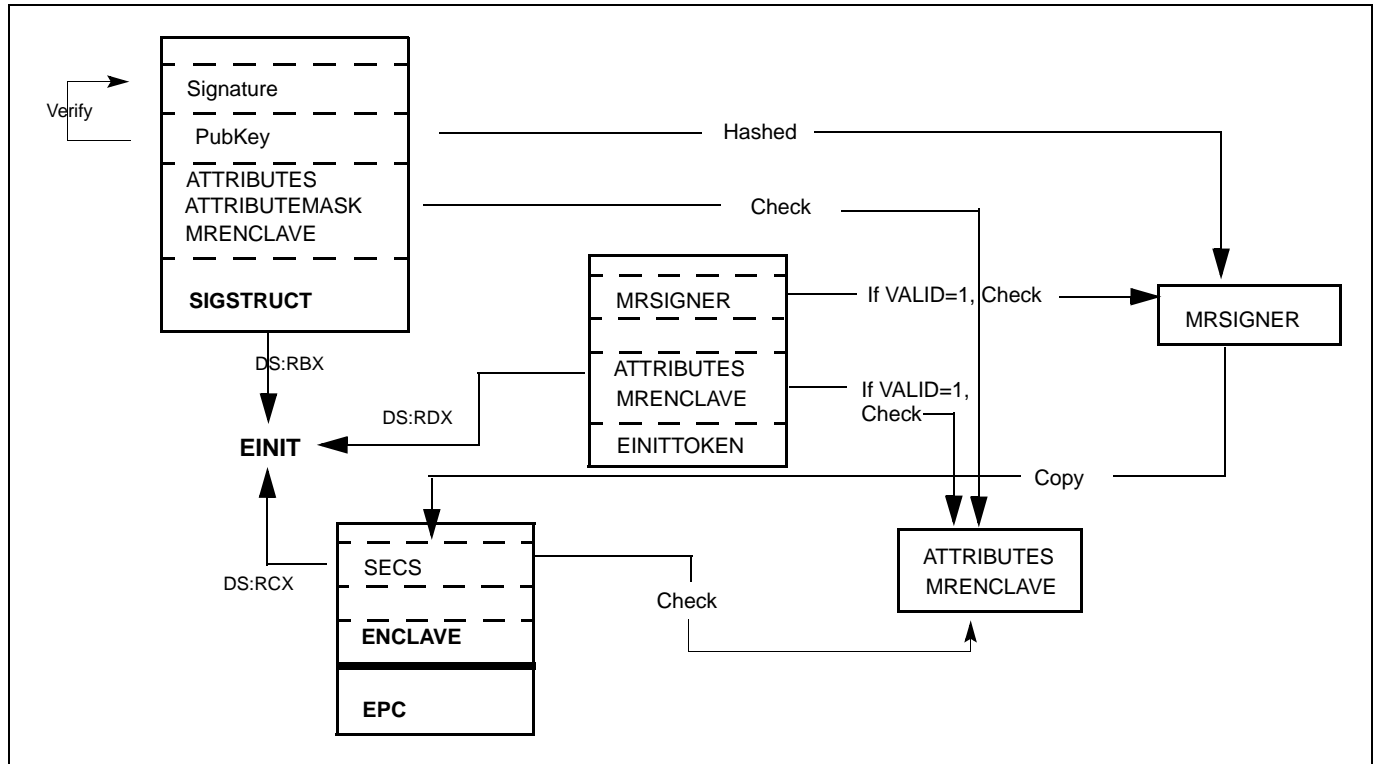 Signature
Verify
PubKey
Hashed
ATTRIBUTES
ATTRIBUTEMASK
MRENCLAVE
Check
SIGSTRUCT
MRSIGNER
If VALID=1, Check
MRSIGNER
DS:RBX
ATTRIBUTES
MRENCLAVE
If VALID=1,
Check
DS:RDX
EINIT
EINITTOKEN
Copy
SECS
DS:RCX
Check
ATTRIBUTES
MRENCLAVE
ENCLAVE
EPC